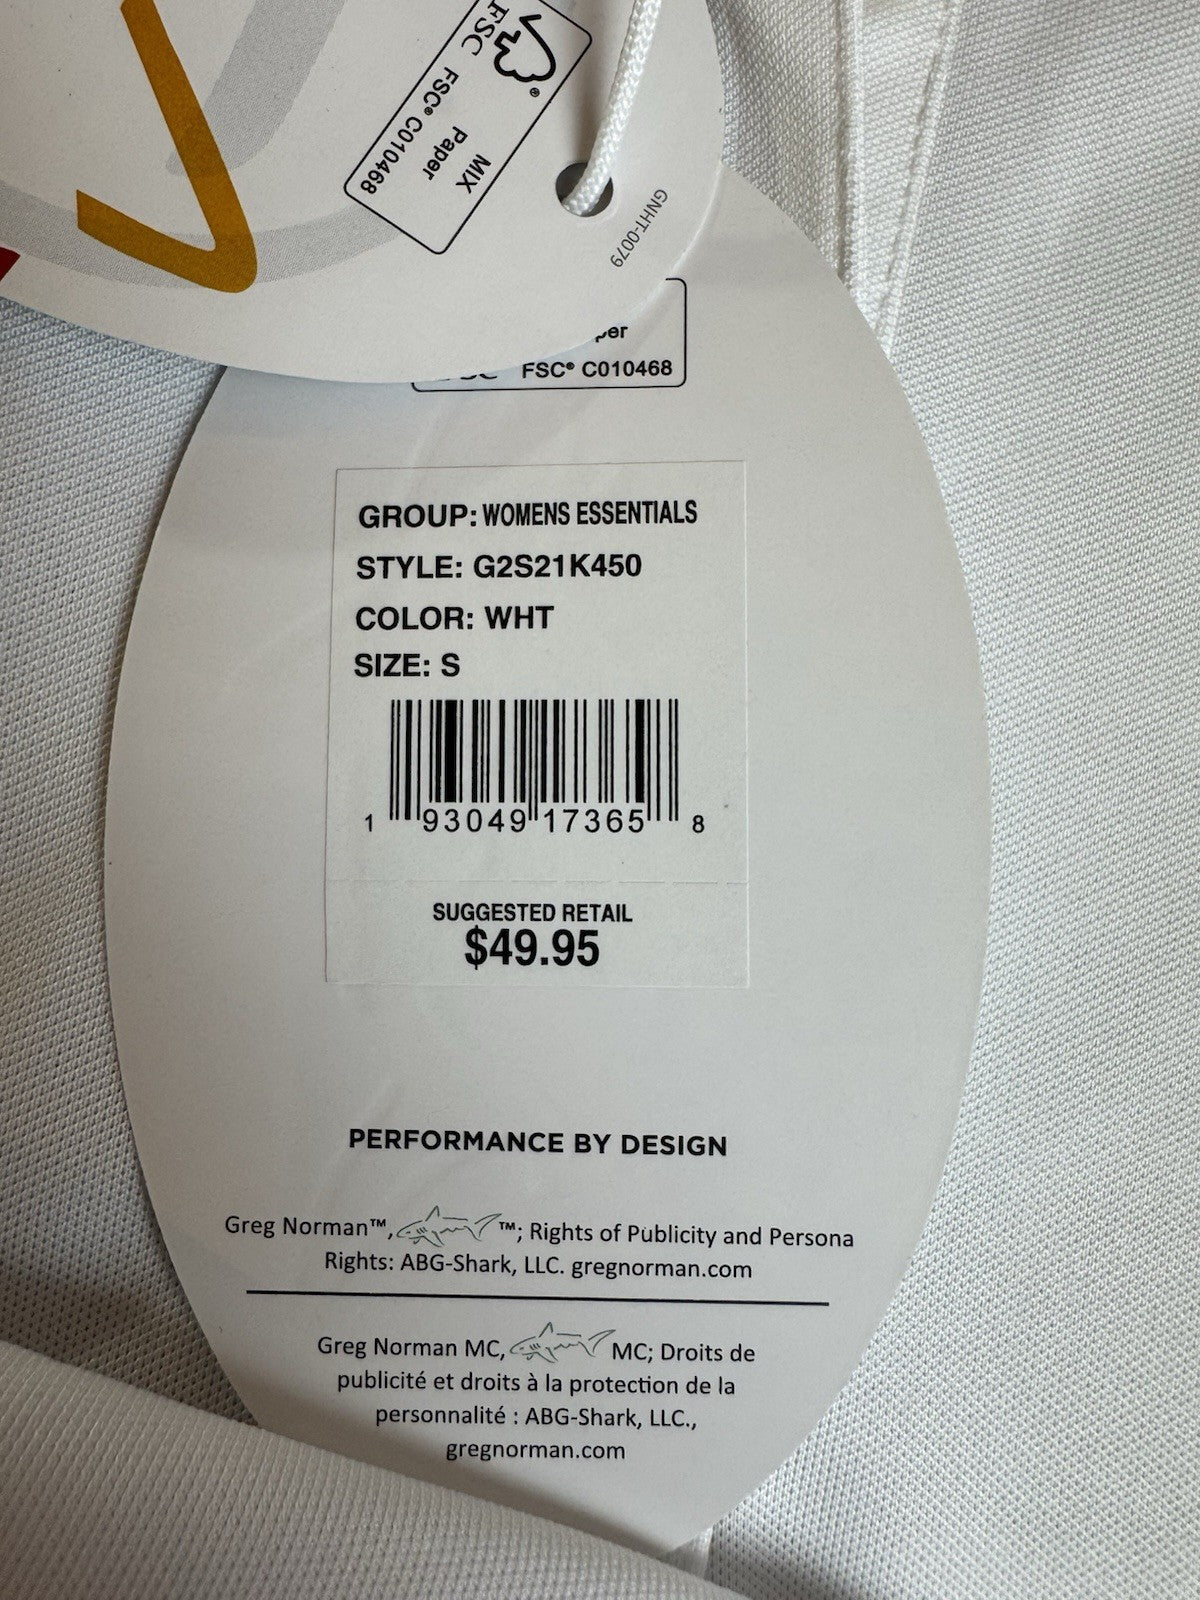 FSC
FSC® C010468
MIX
Paper
GNHT-0079
FSC® C010468
GROUP: WOMENS ESSENTIALS
STYLE: G2S21K450
COLOR: WHT
SIZE: S
1 93049 17365 8
SUGGESTED RETAIL
$49.95
PERFORMANCE BY DESIGN
Greg Norman™, ™; Rights of Publicity and Persona
Rights: ABG-Shark, LLC. gregnorman.com
Greg Norman MC, MC; Droits de
publicité et droits à la protection de la
personnalité : ABG-Shark, LLC.,
gregnorman.com